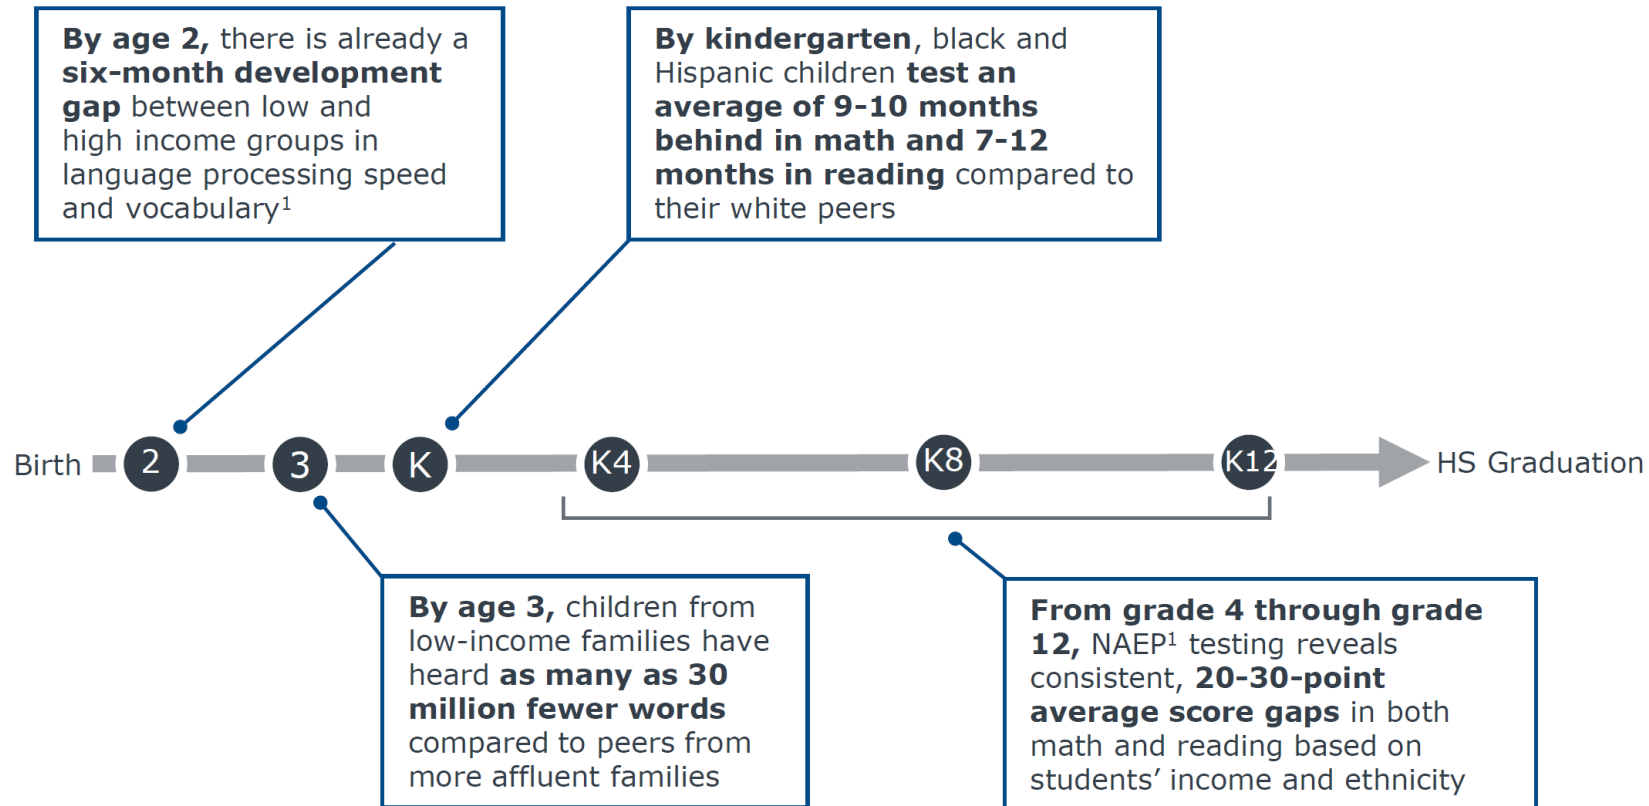 By age 2, there is already a
six-month development
gap between low and
high income groups in
language processing speed
and vocabulary¹
By kindergarten, black and
Hispanic children test an
average of 9-10 months
behind in math and 7-12
months in reading compared to
their white peers
Birth 2 3 K K4 K8 K12 HS Graduation
By age 3, children from
low-income families have
heard as many as 30
million fewer words
compared to peers from
more affluent families
From grade 4 through grade
12, NAEP¹ testing reveals
consistent, 20-30-point
average score gaps in both
math and reading based on
students’ income and ethnicity